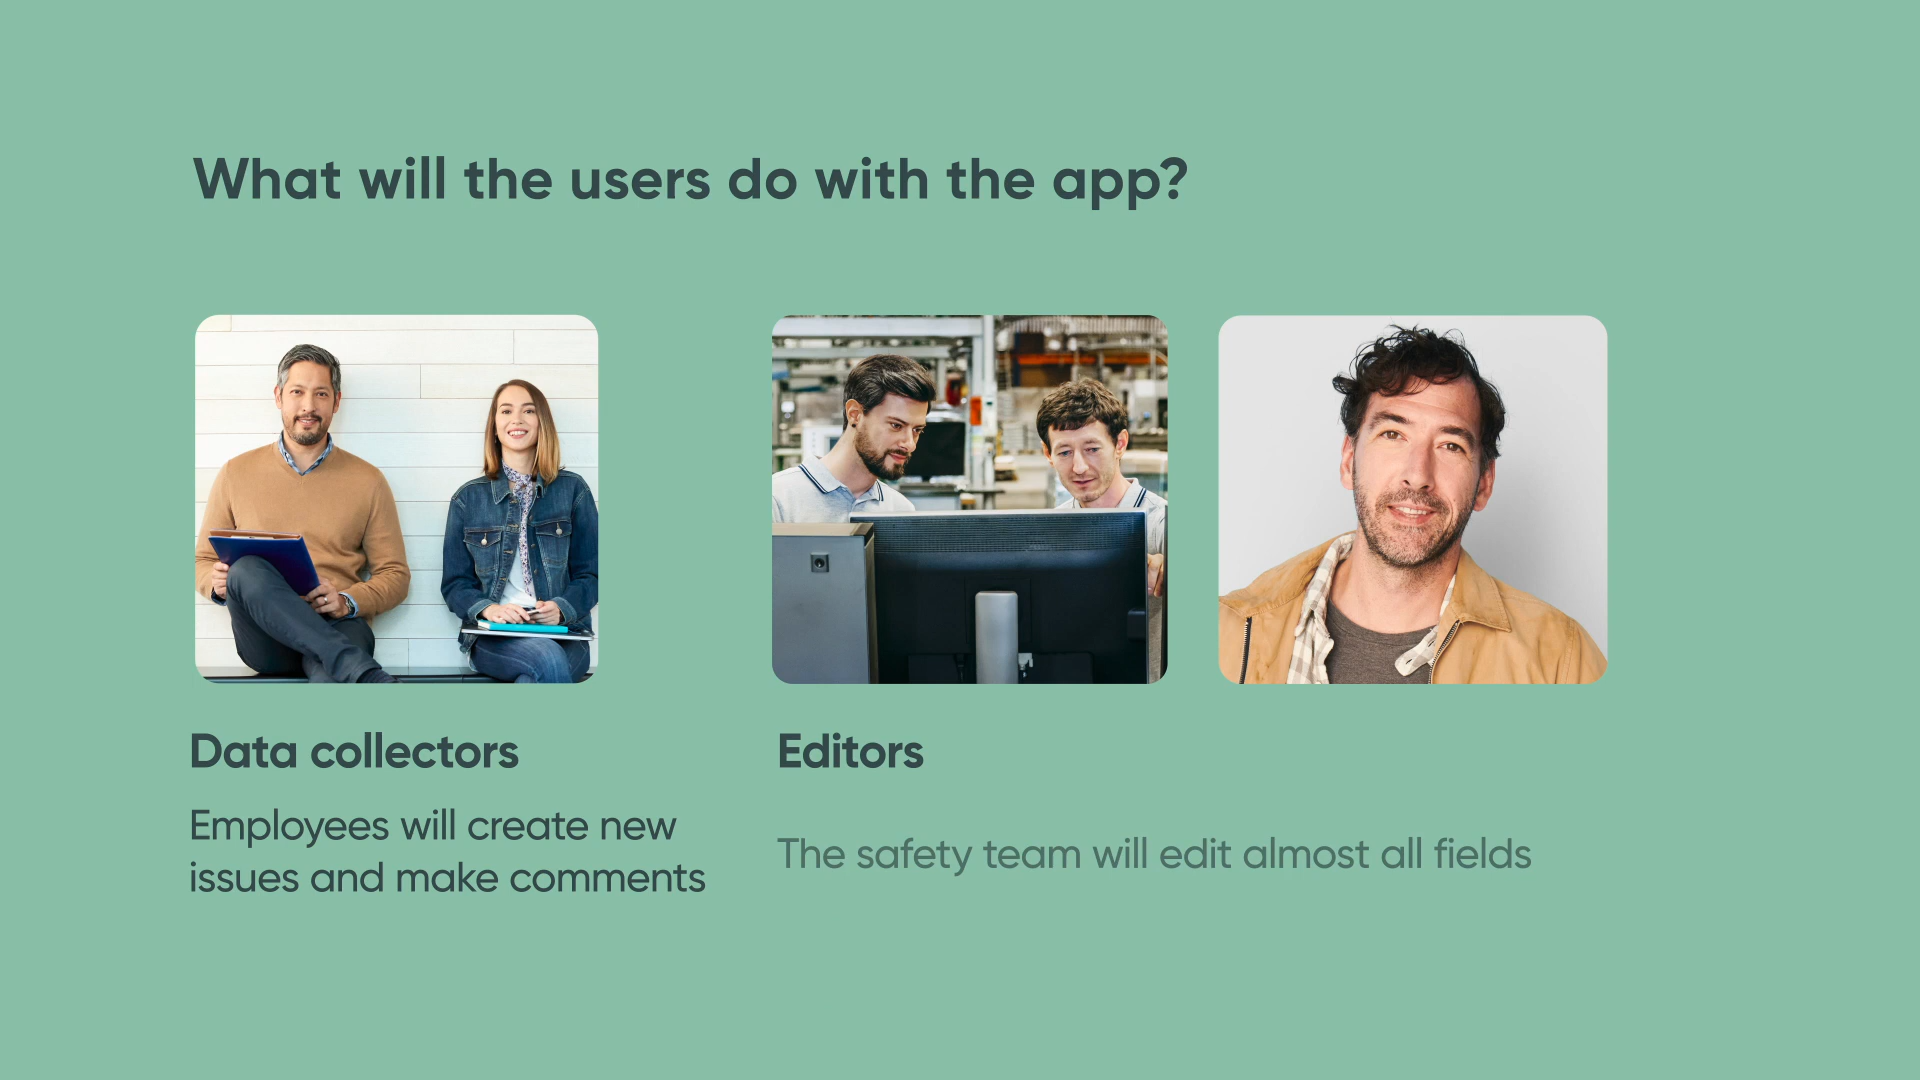 What will the users do with the app?
Data collectors
Employees will create new
issues and make comments
Editors
The safety team will edit almost all fields